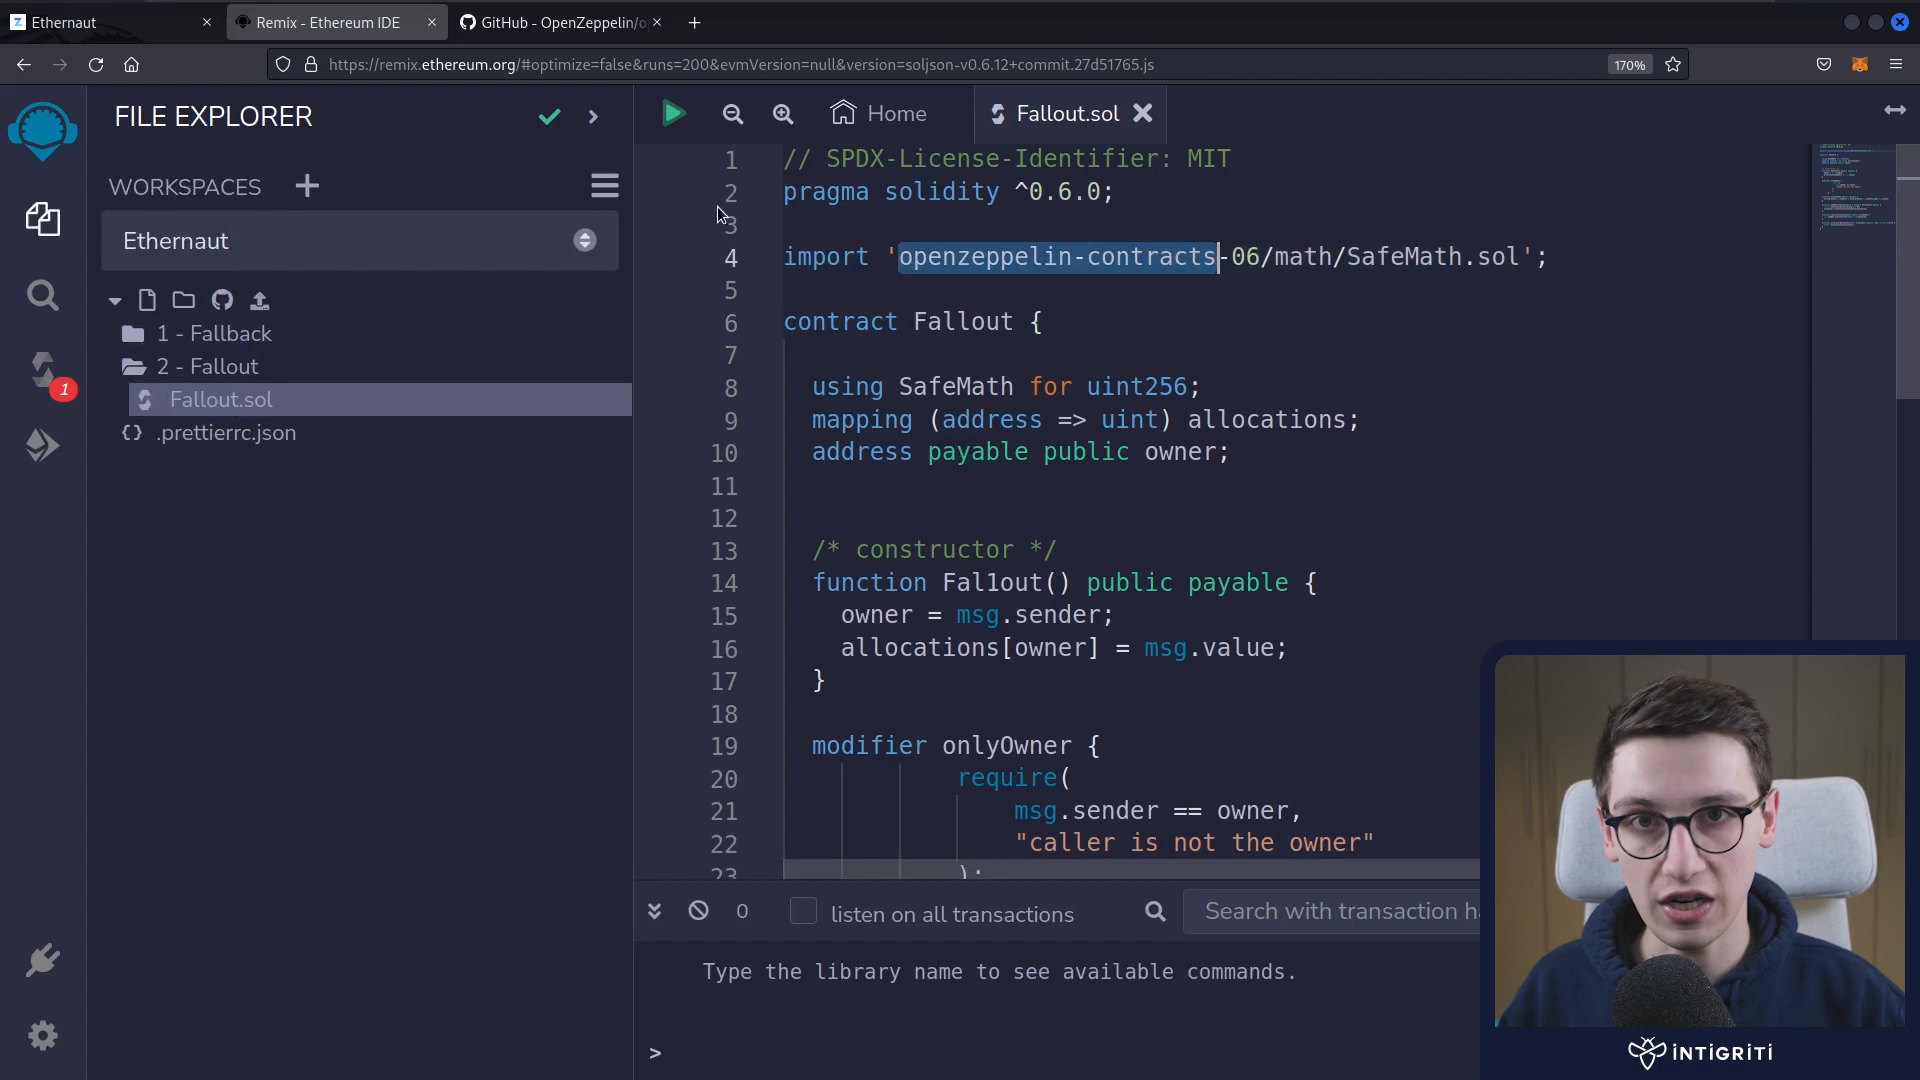 Ethernaut
Remix - Ethereum IDE
GitHub - OpenZeppelin/o
https://remix.ethereum.org/#optimize=false&runs=200&evmVersion=null&version=soljson-v0.6.12+commit.27d51765.js
170%
FILE EXPLORER
Home
Fallout.sol
WORKSPACES
Ethernaut
1 - Fallback
2 - Fallout
Fallout.sol
{} .prettierrc.json
1
1 // SPDX-License-Identifier: MIT
2 pragma solidity ^0.6.0;
3
4 import 'openzeppelin-contracts-06/math/SafeMath.sol';
5
6 contract Fallout {
7
8 using SafeMath for uint256;
9 mapping (address => uint) allocations;
10 address payable public owner;
11
12
13 /* constructor */
14 function Fal1out() public payable {
15 owner = msg.sender;
16 allocations[owner] = msg.value;
17 }
18
19 modifier onlyOwner {
20 require(
21 msg.sender == owner,
22 "caller is not the owner"
23 );
0
listen on all transactions
Search with transaction h
Type the library name to see available commands.
>
INTIGRITI